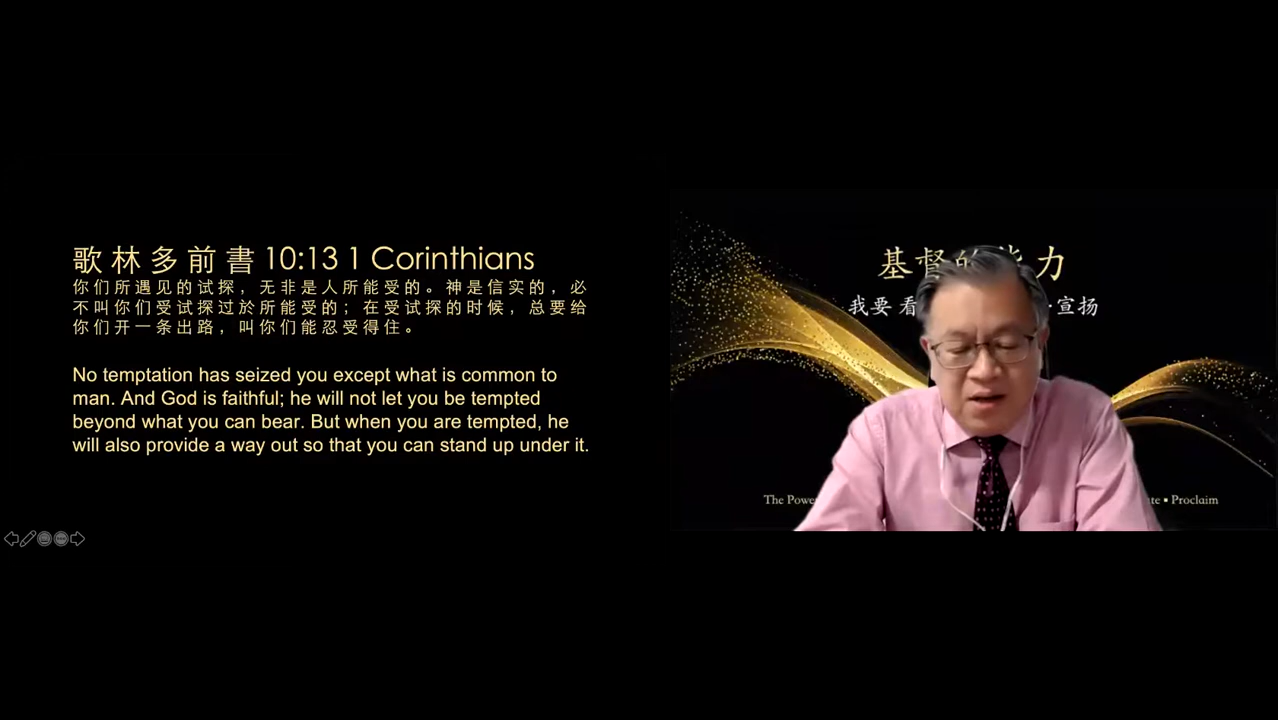 歌林多前書 10:13 1 Corinthians
你们所遇见的试探，无非是人所能受的。神是信实的，必
不叫你们受试探过於所能受的；在受试探的时候，总要给
你们开一条出路，叫你们能忍受得住。
No temptation has seized you except what is common to
man. And God is faithful; he will not let you be tempted
beyond what you can bear. But when you are tempted, he
will also provide a way out so that you can stand up under it.
基督的能力
我要 看 宣扬
The Powe
te ▪ Proclaim